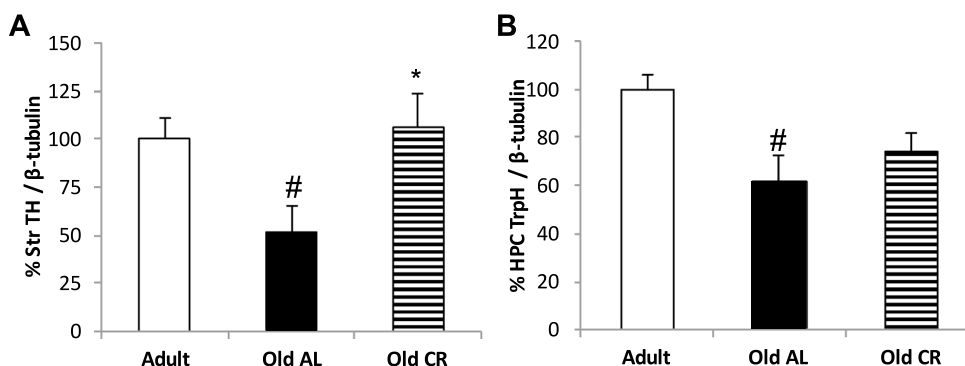 A
% Str TH / β-tubulin
150
125
100
75
50
25
0
#
*
Adult
Old AL
Old CR
B
% HPC TrpH / β-tubulin
120
100
80
60
40
20
0
#
Adult
Old AL
Old CR